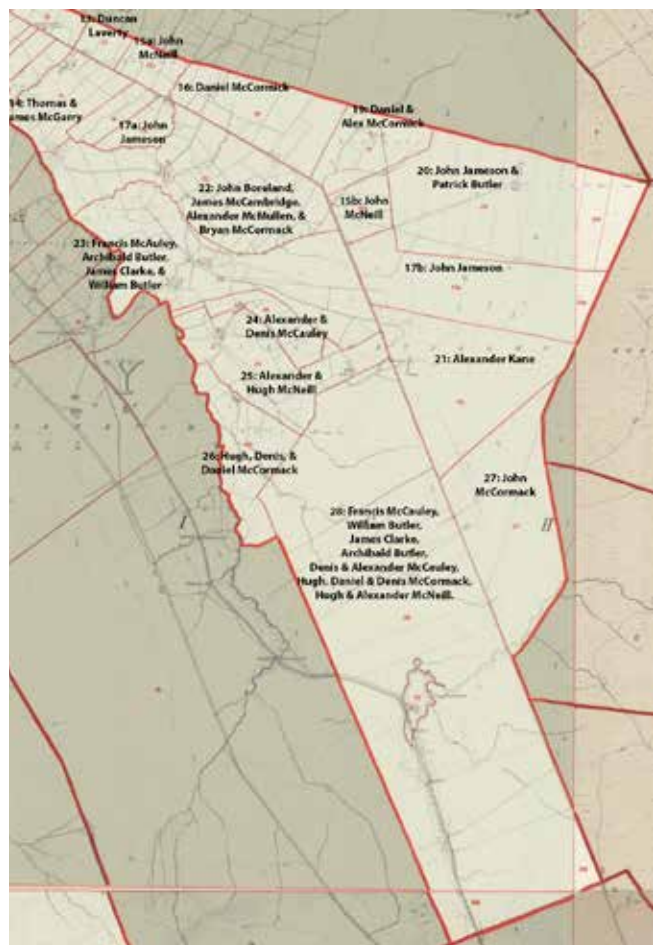 13: Duncan
Laverty
15a: John
McNeill
16: Daniel McCormick
14: Thomas &
James McGarry
17a: John
Jameson
19: Daniel &
Alex McCormick
20: John Jameson &
Patrick Butler
22: John Boreland,
James McCambridge,
Alexander McMullen, &
Bryan McCormack
15b: John
McNeill
23: Francis McAuley,
Archibald Butler,
James Clarke, &
William Butler
17b: John Jameson
24: Alexander &
Denis McCauley
21: Alexander Kane
25: Alexander &
Hugh McNeill
26: Hugh, Denis, &
Daniel McCormack
27: John
McCormack
28: Francis McCauley,
William Butler,
James Clarke,
Archibald Butler,
Denis & Alexander McCauley,
Hugh, Daniel & Denis McCormack,
Hugh & Alexander McNeill.
Y
I
H